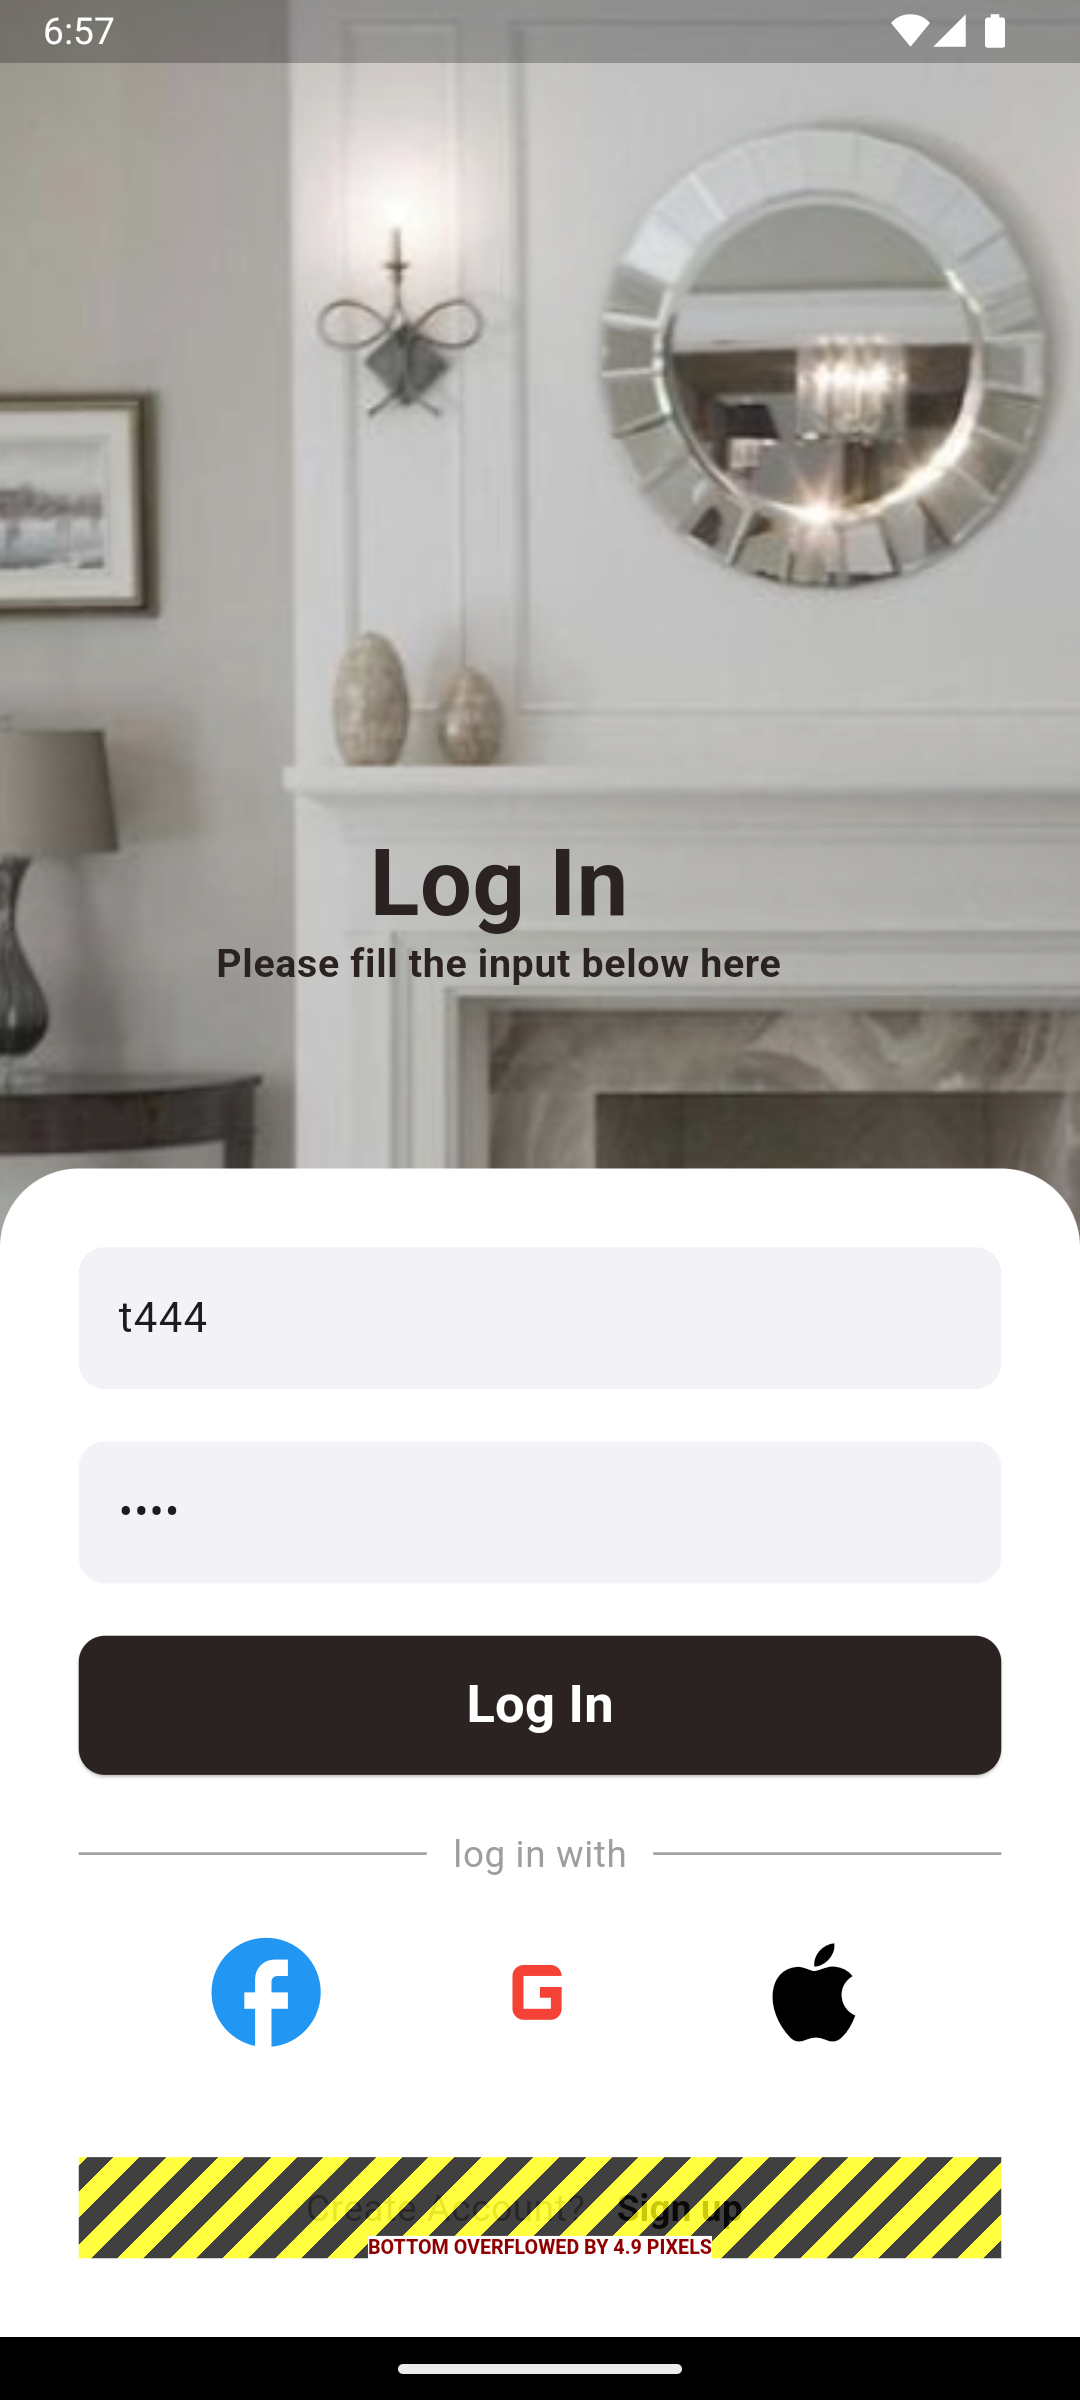 6:57
Log In
Please fill the input below here
t444
••••
Log In
log in with
Create Account? Sign up
BOTTOM OVERFLOWED BY 4.9 PIXELS